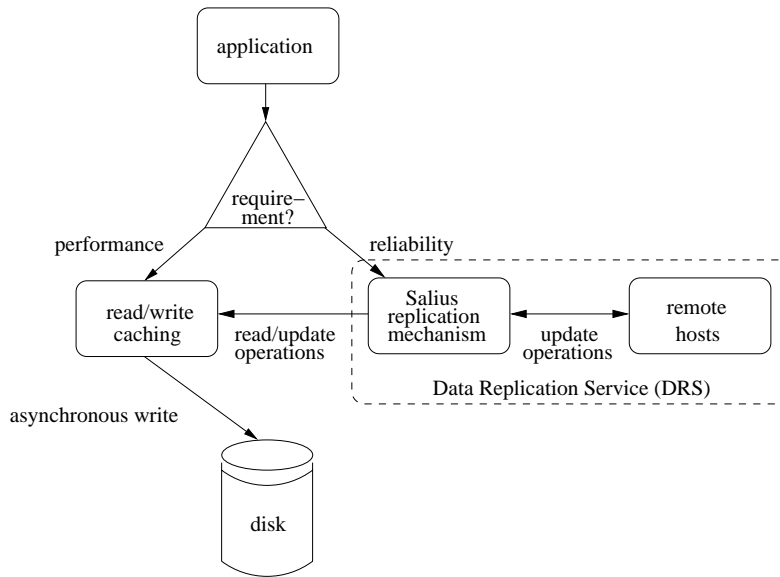 application
require–
ment?
performance
reliability
read/write
caching
read/update
operations
Salius
replication
mechanism
update
operations
remote
hosts
Data Replication Service (DRS)
asynchronous write
disk